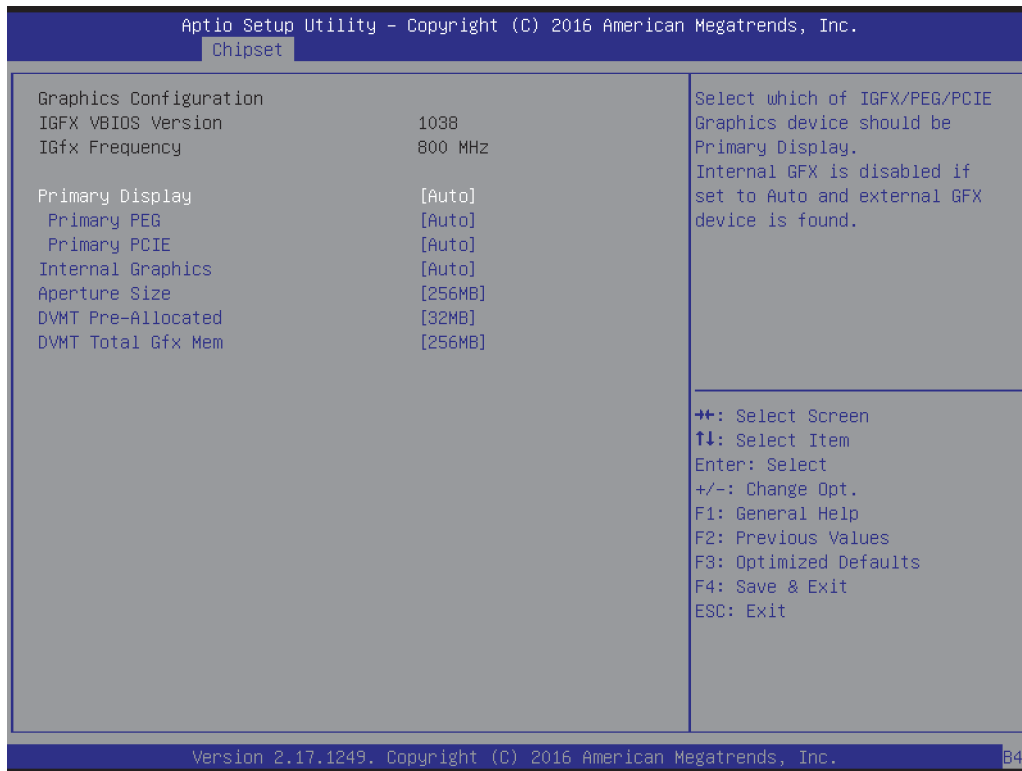 Aptio Setup Utility – Copyright (C) 2016 American Megatrends, Inc.
Chipset
Graphics Configuration
IGFX VBIOS Version 1038
IGfx Frequency 800 MHz
Primary Display [Auto]
Primary PEG [Auto]
Primary PCIE [Auto]
Internal Graphics [Auto]
Aperture Size [256MB]
DVMT Pre-Allocated [32MB]
DVMT Total Gfx Mem [256MB]
Select which of IGFX/PEG/PCIE
Graphics device should be
Primary Display.
Internal GFX is disabled if
set to Auto and external GFX
device is found.
→←: Select Screen
↑↓: Select Item
Enter: Select
+/-: Change Opt.
F1: General Help
F2: Previous Values
F3: Optimized Defaults
F4: Save & Exit
ESC: Exit
Version 2.17.1249. Copyright (C) 2016 American Megatrends, Inc.
B4